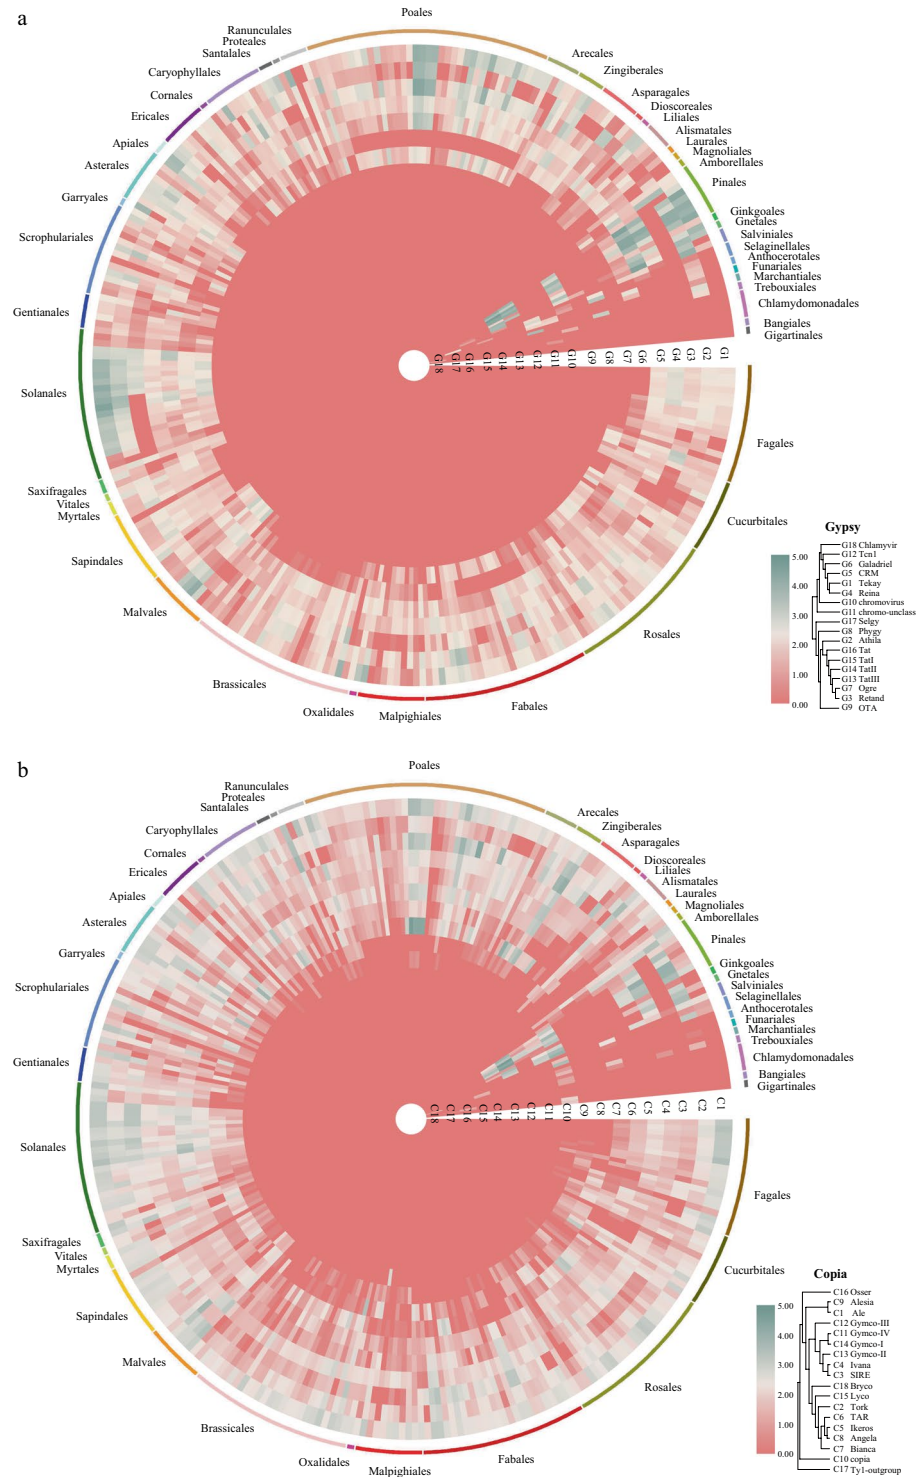 a
Poales
Ranunculales
Proteales
Santalales
Caryophyllales
Cornales
Ericales
Apiales
Asterales
Garryales
Scrophulariales
Gentianales
Solanales
Saxifragales
Vitales
Myrtales
Sapindales
Malvales
Brassicales
Oxalidales
Malpighiales
Fabales
Rosales
Cucurbitales
Fagales
Arecales
Zingiberales
Asparagales
Dioscoreales
Liliales
Alismatales
Laurales
Magnoliales
Amborellales
Pinales
Ginkgoales
Gnetales
Salviniales
Selaginellales
Anthocerotales
Funariales
Marchantiales
Trebouxiales
Chlamydomonadales
Bangiales
Gigartinales
G18 G17 G16 G15 G14 G13 G12 G11 G10 G9 G8 G7 G6 G5 G4 G3 G2 G1
Gypsy
5.00
4.00
3.00
2.00
1.00
0.00
G18 Chlamyvir
G12 Tcn1
G6 Galadriel
G5 CRM
G1 Tekay
G4 Reina
G10 chromovirus
G11 chromo-unclass
G17 Selgy
G8 Phygy
G2 Athila
G16 Tat
G15 TatI
G14 TatII
G13 TatIII
G7 Ogre
G3 Retand
G9 OTA
b
Poales
Ranunculales
Proteales
Santalales
Caryophyllales
Cornales
Ericales
Apiales
Asterales
Garryales
Scrophulariales
Gentianales
Solanales
Saxifragales
Vitales
Myrtales
Sapindales
Malvales
Brassicales
Oxalidales
Malpighiales
Fabales
Rosales
Cucurbitales
Fagales
Arecales
Zingiberales
Asparagales
Dioscoreales
Liliales
Alismatales
Laurales
Magnoliales
Amborellales
Pinales
Ginkgoales
Gnetales
Salviniales
Selaginellales
Anthocerotales
Funariales
Marchantiales
Trebouxiales
Chlamydomonadales
Bangiales
Gigartinales
C18 C17 C16 C15 C14 C13 C12 C11 C10 C9 C8 C7 C6 C5 C4 C3 C2 C1
Copia
5.00
4.00
3.00
2.00
1.00
0.00
C16 Osser
C9 Alesia
C1 Ale
C12 Gymco-III
C11 Gymco-IV
C14 Gymco-I
C13 Gymco-II
C4 Ivana
C3 SIRE
C18 Bryco
C15 Lyco
C2 Tork
C6 TAR
C5 Ikeros
C8 Angela
C7 Bianca
C10 copia
C17 Ty1-outgroup